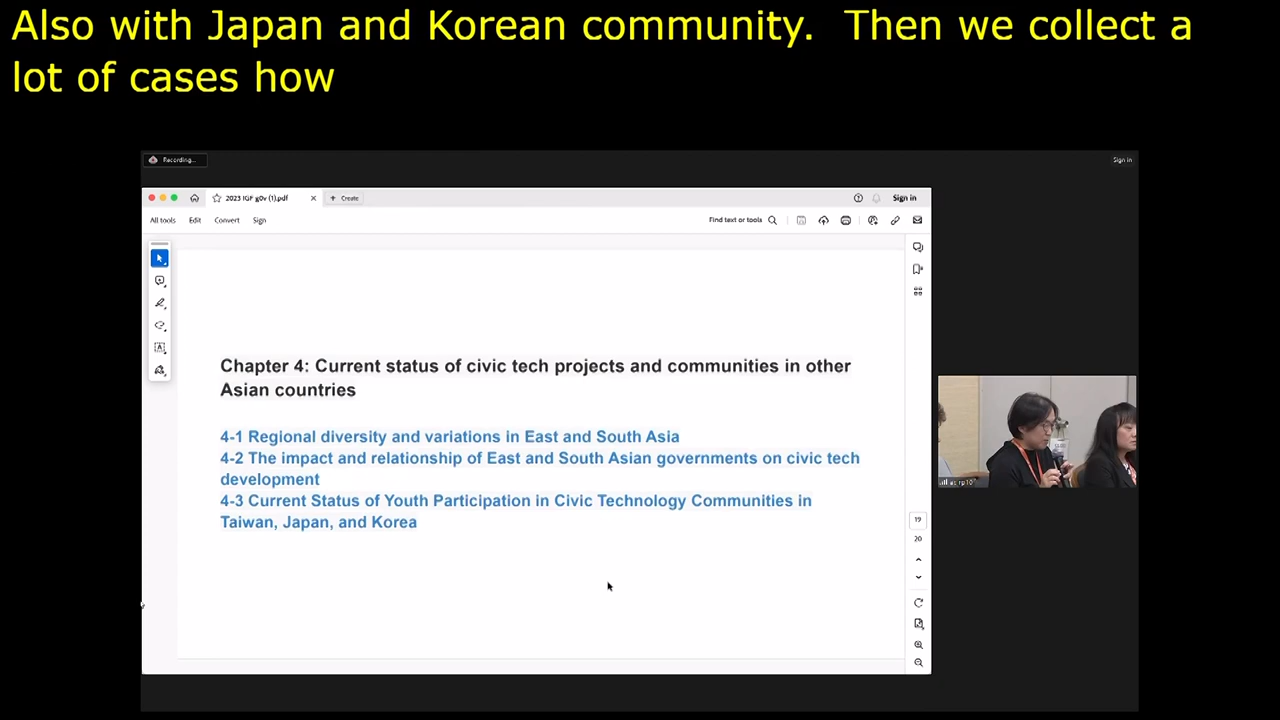 Also with Japan and Korean community.  Then we collect a
lot of cases how
Recording...
Sign in
2023 IGF g0v (1).pdf
Create
Sign in
All tools
Edit
Convert
Sign
Find text or tools
Chapter 4: Current status of civic tech projects and communities in other
Asian countries
4-1 Regional diversity and variations in East and South Asia
4-2 The impact and relationship of East and South Asian governments on civic tech
development
4-3 Current Status of Youth Participation in Civic Technology Communities in
Taiwan, Japan, and Korea
19
20